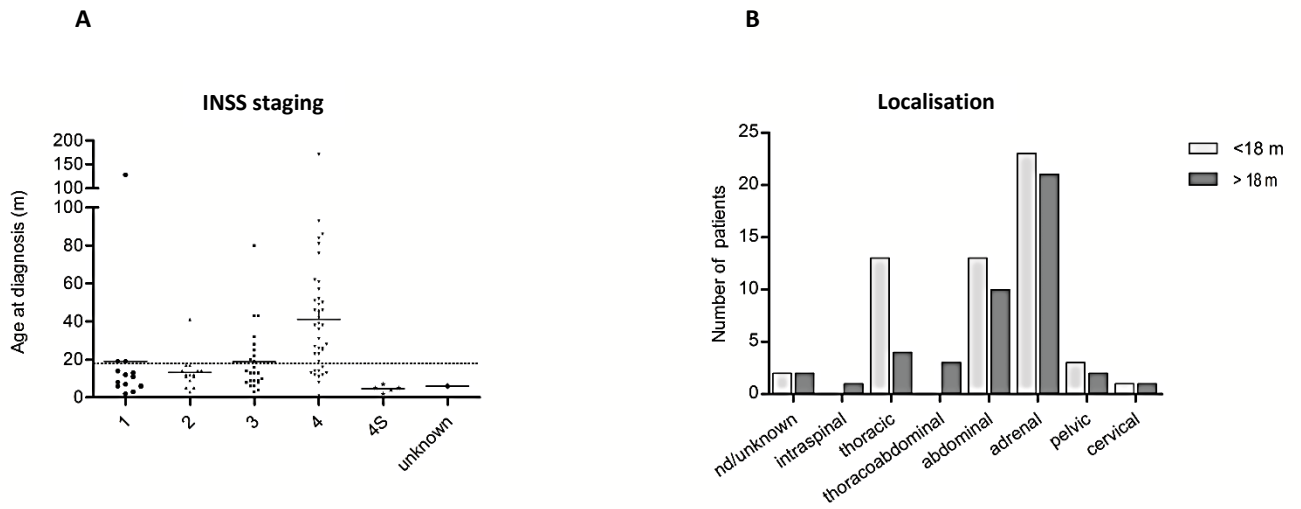 A
B
INSS staging
Localisation
Age at diagnosis (m)
200
150
100
100
80
60
40
20
0
1
2
3
4
4S
unknown
Number of patients
25
20
15
10
5
0
nd/unknown
intraspinal
thoracic
thoracoabdominal
abdominal
adrenal
pelvic
cervical
<18 m
> 18 m